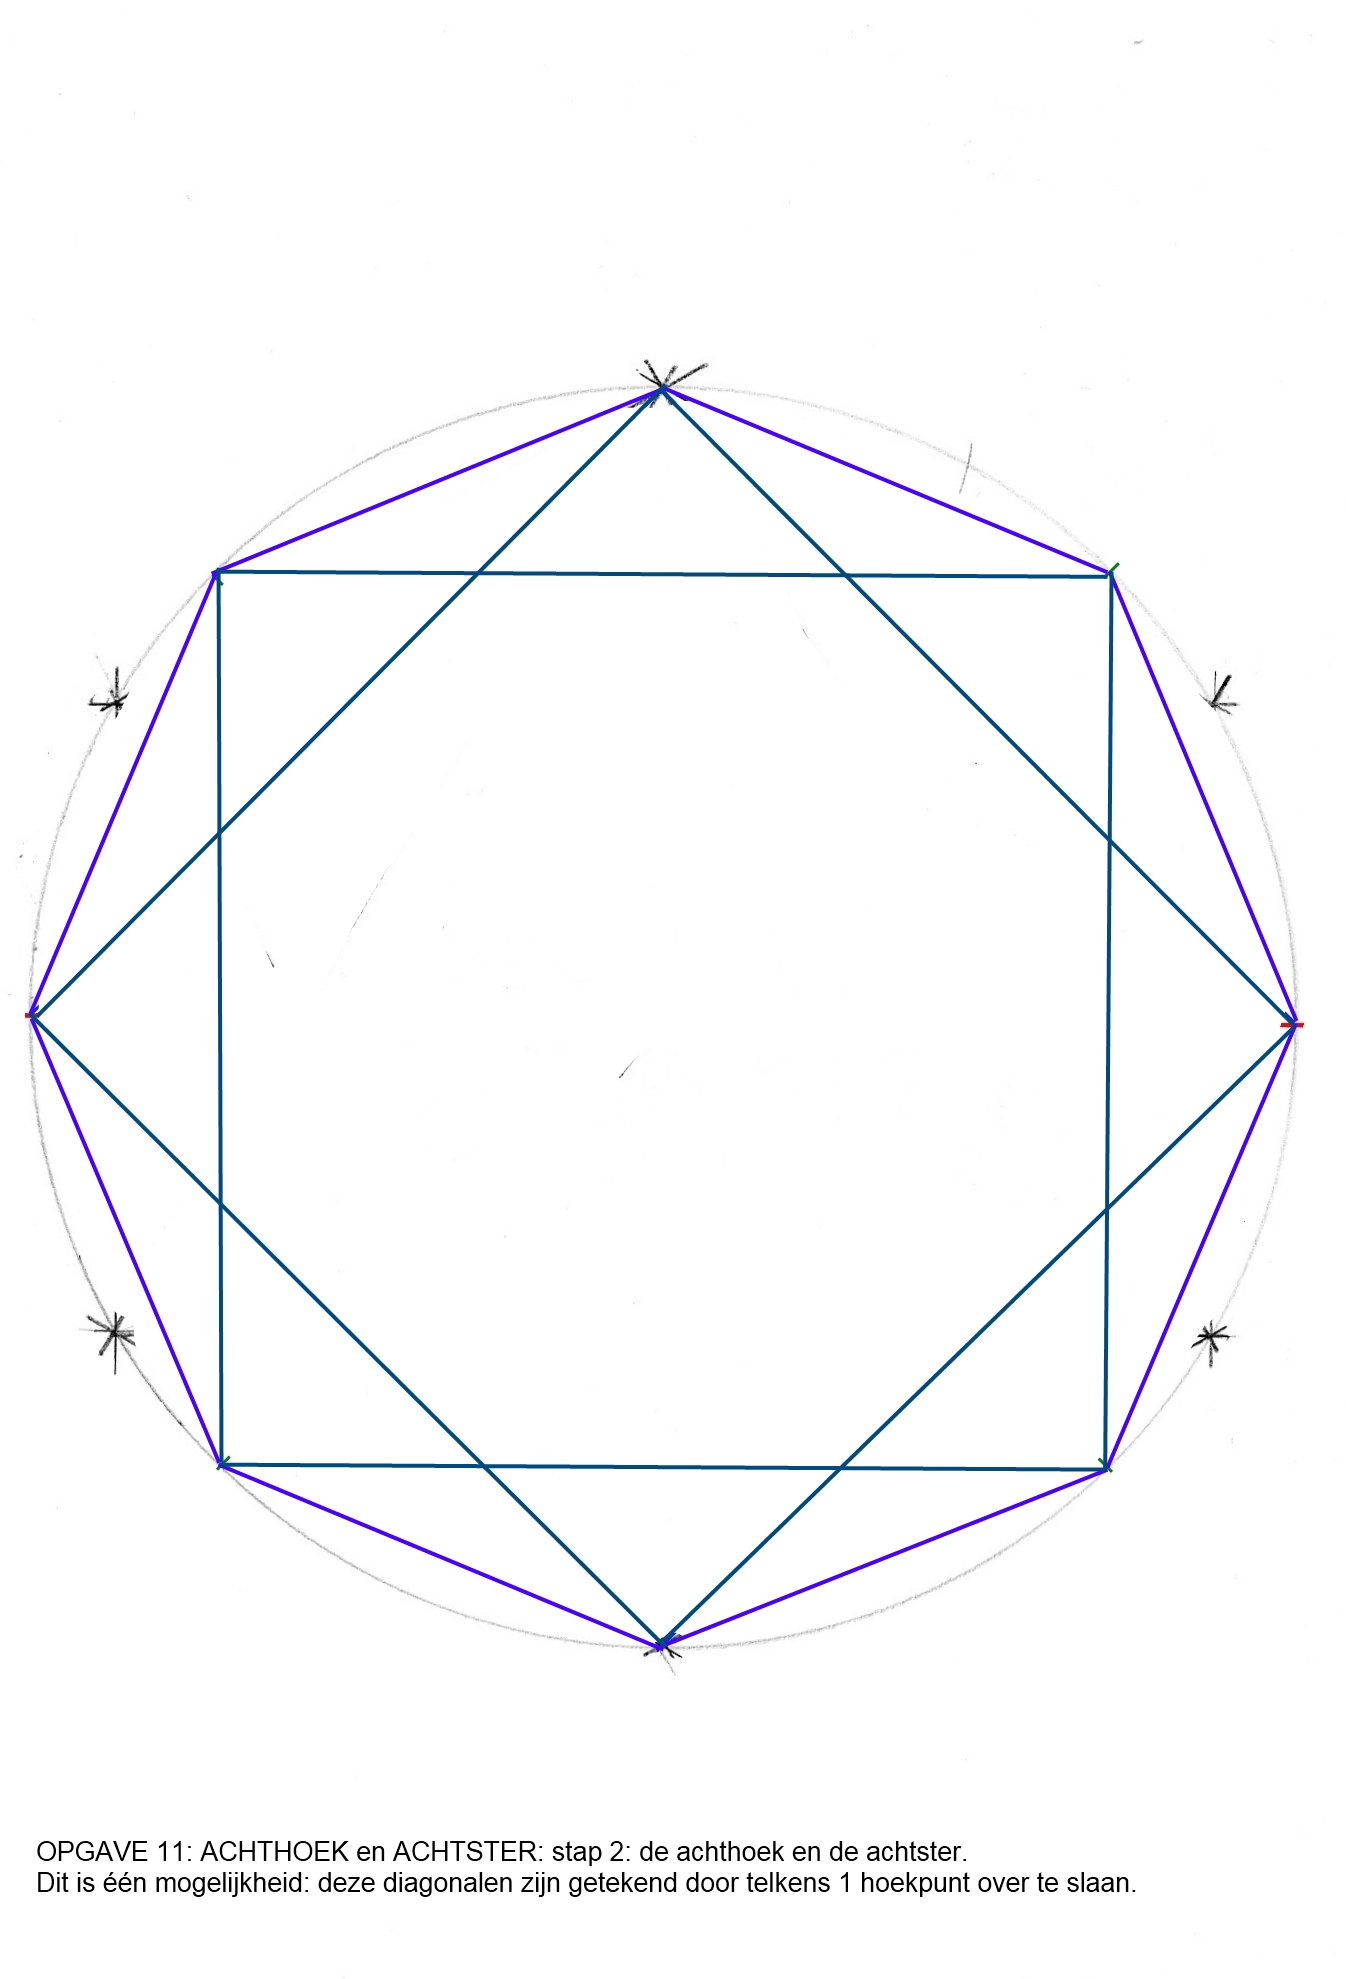 OPGAVE 11: ACHTHOEK en ACHTSTER: stap 2: de achthoek en de achtster.
Dit is één mogelijkheid: deze diagonalen zijn getekend door telkens 1 hoekpunt over te slaan.